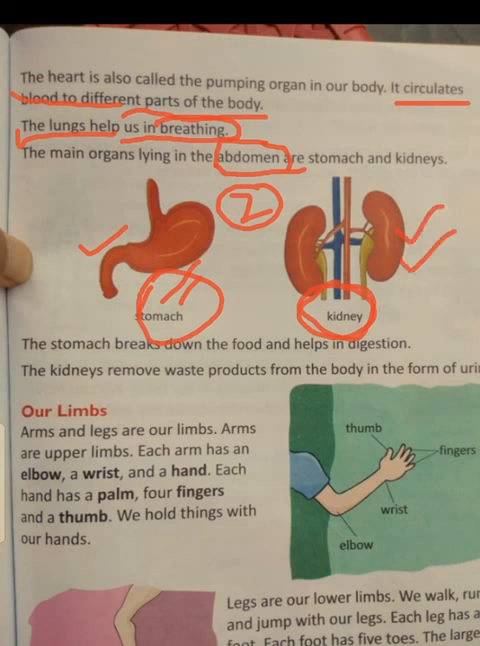 The heart is also called the pumping organ in our body. It circulates
blood to different parts of the body.
The lungs help us in breathing.
The main organs lying in the abdomen are stomach and kidneys.
2
stomach
kidney
The stomach breaks down the food and helps in digestion.
The kidneys remove waste products from the body in the form of
Our Limbs
Arms and legs are our limbs. Arms
are upper limbs. Each arm has an
elbow, a wrist, and a hand. Each
hand has a palm, four fingers
and a thumb. We hold things with
our hands.
thumb
fingers
wrist
elbow
Legs are our lower limbs. We walk,
and jump with our legs. Each leg has a
foot. Each foot has five toes. The large